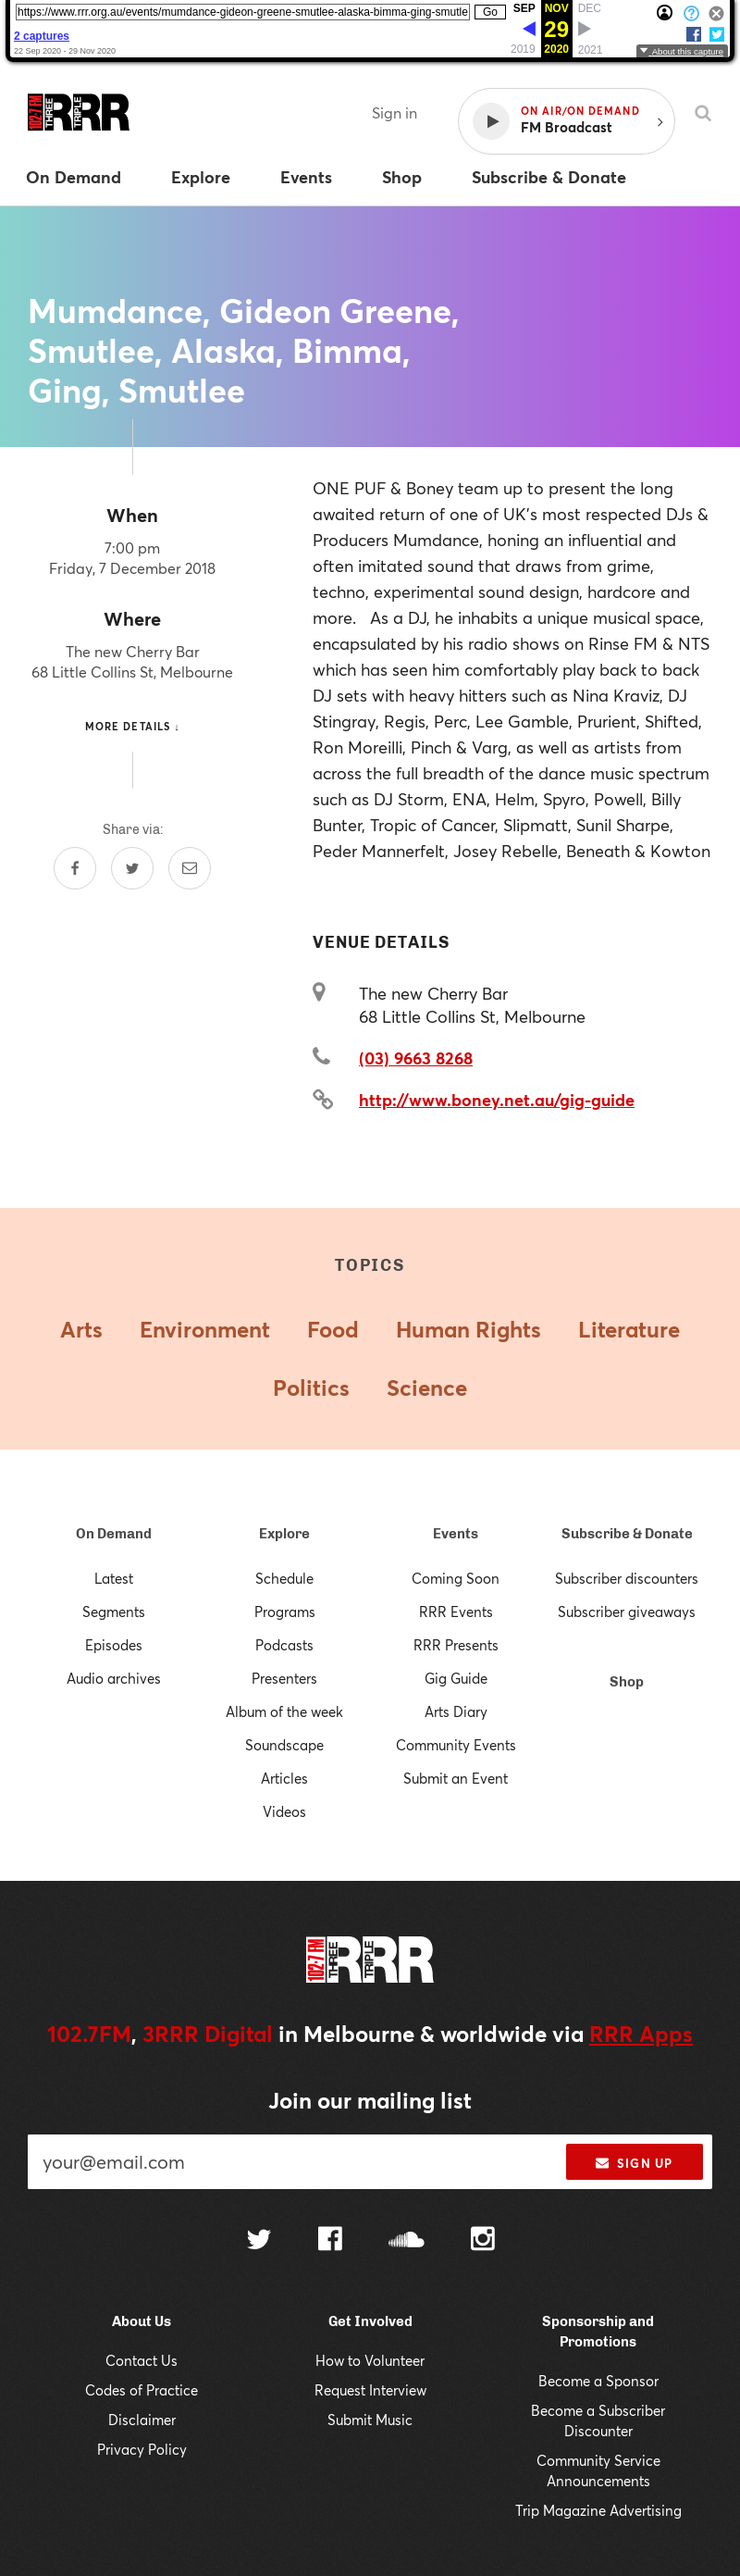 https://www.rrr.org.au/events/mumdance-gideon-greene-smutlee-alaska-bimma-ging-smutle Go SEP NOV DEC
2 captures 29
22 Sep 2020 - 29 Nov 2020 2019 2020 2021 About this capture
102.7 FM THREE TRIPLE RRR
Sign in
ON AIR/ON DEMAND
FM Broadcast
On Demand Explore Events Shop Subscribe & Donate
Mumdance, Gideon Greene,
Smutlee, Alaska, Bimma,
Ging, Smutlee
When
7:00 pm
Friday, 7 December 2018
Where
The new Cherry Bar
68 Little Collins St, Melbourne
MORE DETAILS ↓
Share via:
ONE PUF & Boney team up to present the long
awaited return of one of UK's most respected DJs &
Producers Mumdance, honing an influential and
often imitated sound that draws from grime,
techno, experimental sound design, hardcore and
more. As a DJ, he inhabits a unique musical space,
encapsulated by his radio shows on Rinse FM & NTS
which has seen him comfortably play back to back
DJ sets with heavy hitters such as Nina Kraviz, DJ
Stingray, Regis, Perc, Lee Gamble, Prurient, Shifted,
Ron Moreilli, Pinch & Varg, as well as artists from
across the full breadth of the dance music spectrum
such as DJ Storm, ENA, Helm, Spyro, Powell, Billy
Bunter, Tropic of Cancer, Slipmatt, Sunil Sharpe,
Peder Mannerfelt, Josey Rebelle, Beneath & Kowton
VENUE DETAILS
The new Cherry Bar
68 Little Collins St, Melbourne
(03) 9663 8268
http://www.boney.net.au/gig-guide
TOPICS
Arts Environment Food Human Rights Literature
Politics Science
On Demand
Latest
Segments
Episodes
Audio archives
Explore
Schedule
Programs
Podcasts
Presenters
Album of the week
Soundscape
Articles
Videos
Events
Coming Soon
RRR Events
RRR Presents
Gig Guide
Arts Diary
Community Events
Submit an Event
Subscribe & Donate
Subscriber discounters
Subscriber giveaways
Shop
102.7 FM THREE TRIPLE RRR
102.7FM, 3RRR Digital in Melbourne & worldwide via RRR Apps
Join our mailing list
your@email.com SIGN UP
About Us
Contact Us
Codes of Practice
Disclaimer
Privacy Policy
Get Involved
How to Volunteer
Request Interview
Submit Music
Sponsorship and
Promotions
Become a Sponsor
Become a Subscriber
Discounter
Community Service
Announcements
Trip Magazine Advertising